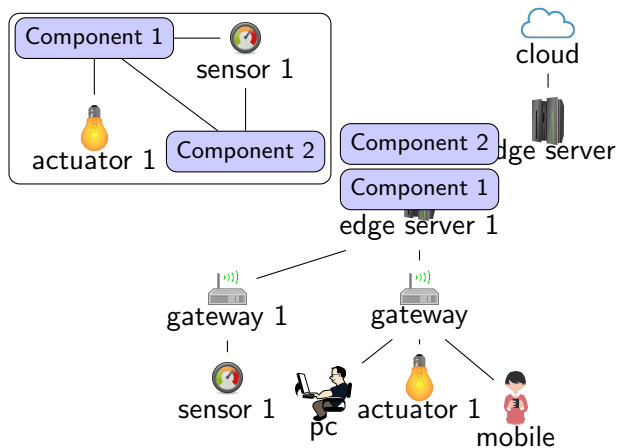 Component 1
sensor 1
actuator 1
Component 2
cloud
dge server
Component 2
Component 1
edge server 1
gateway 1
gateway
sensor 1
pc
actuator 1
mobile